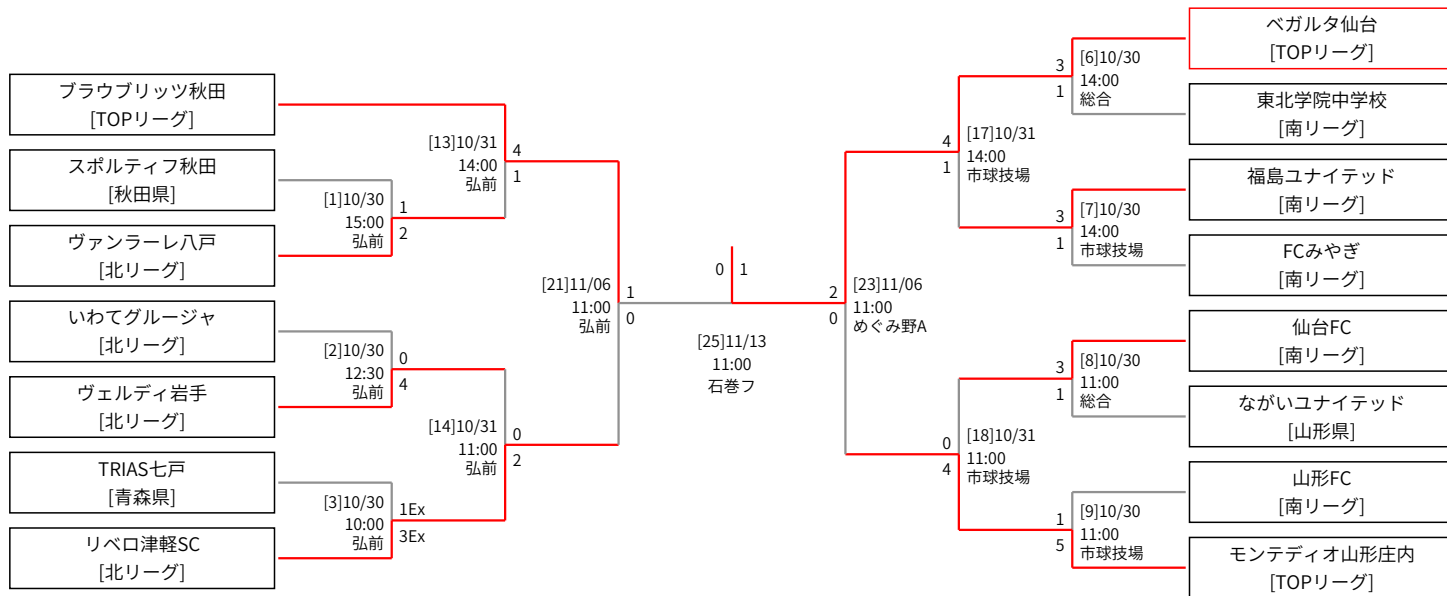 ブラウブリッツ秋田
[TOPリーグ]
スポルティフ秋田
[秋田県]
ヴァンラーレ八戸
[北リーグ]
いわてグルージャ
[北リーグ]
ヴェルディ岩手
[北リーグ]
TRIAS七戸
[青森県]
リベロ津軽SC
[北リーグ]
[1]10/30
15:00
弘前
1
2
[2]10/30
12:30
弘前
0
4
[3]10/30
10:00
弘前
1Ex
3Ex
[13]10/31
14:00
弘前
4
1
[14]10/31
11:00
弘前
0
2
[21]11/06
11:00
弘前
1
0
0
1
[25]11/13
11:00
石巻フ
2
0
[23]11/06
11:00
めぐみ野A
4
1
[17]10/31
14:00
市球技場
0
4
[18]10/31
11:00
市球技場
3
1
[6]10/30
14:00
総合
3
1
[7]10/30
14:00
市球技場
3
1
[8]10/30
11:00
総合
1
5
[9]10/30
11:00
市球技場
ベガルタ仙台
[TOPリーグ]
東北学院中学校
[南リーグ]
福島ユナイテッド
[南リーグ]
FCみやぎ
[南リーグ]
仙台FC
[南リーグ]
ながいユナイテッド
[山形県]
山形FC
[南リーグ]
モンテディオ山形庄内
[TOPリーグ]